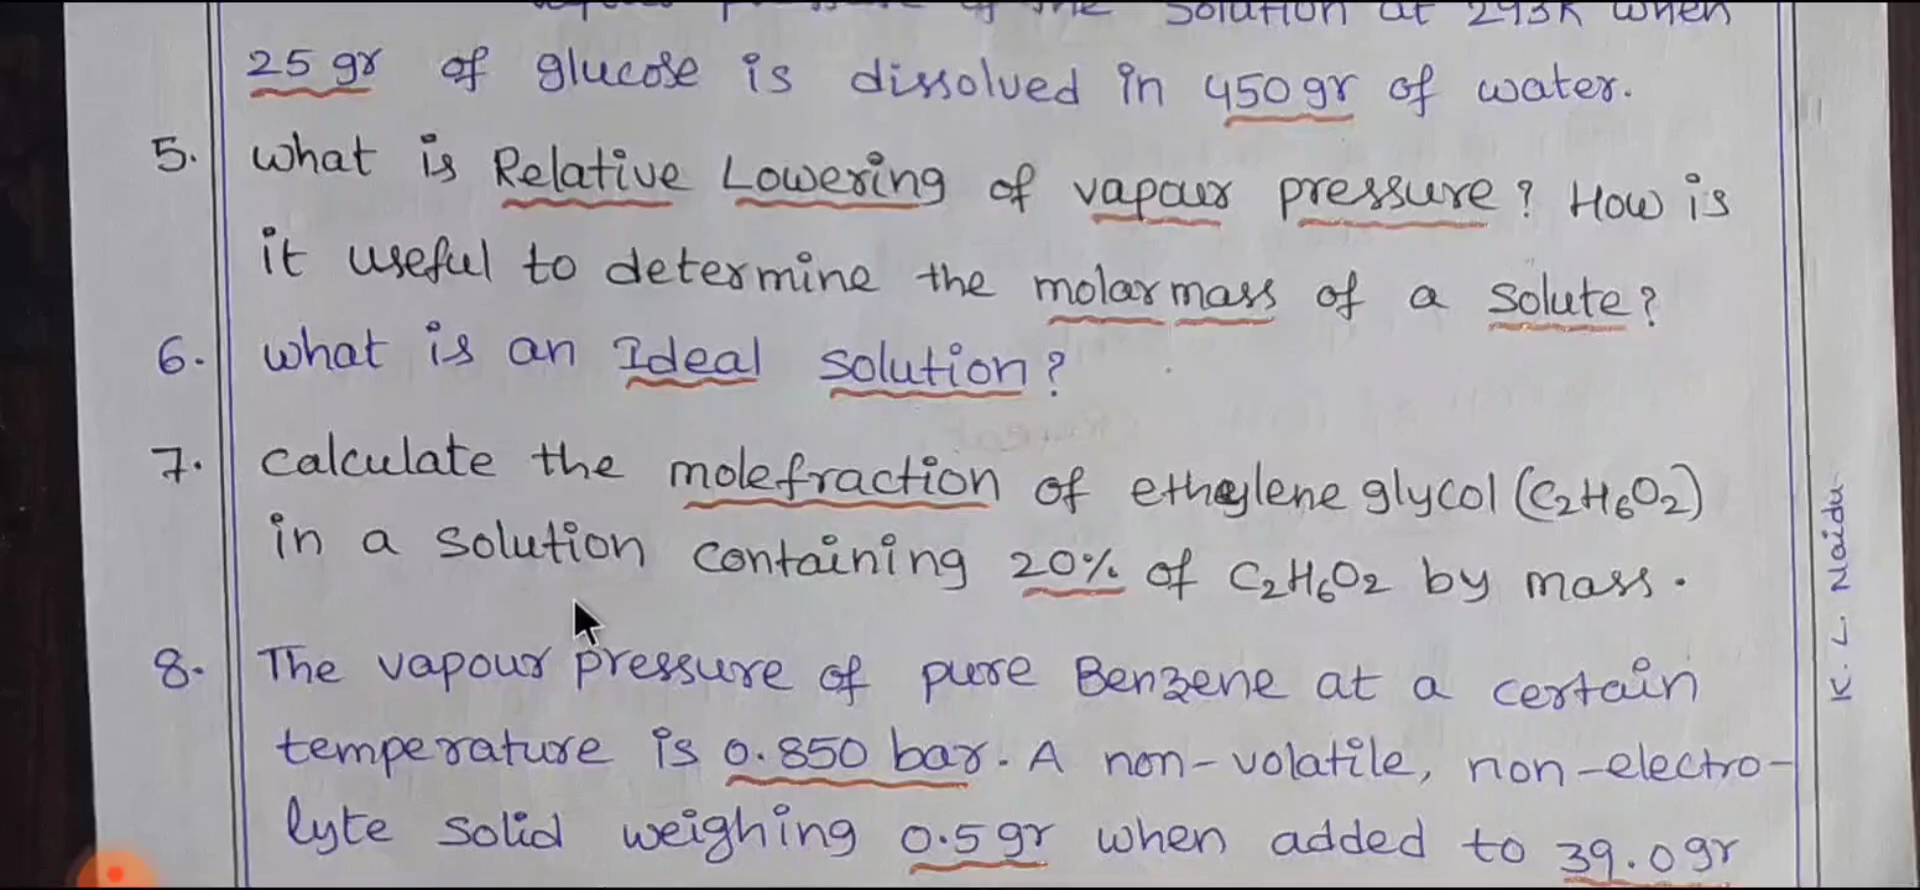 solution at 293K when
25 gr of glucose is dissolved in 450 gr of water.
5. what is Relative Lowering of vapour pressure? How is
it useful to determine the molar mass of a solute?
6. what is an Ideal solution?
7. calculate the molefraction of ethylene glycol (C2H6O2)
in a solution containing 20% of C2H6O2 by mass.
8. The vapour pressure of pure Benzene at a certain
temperature is 0.850 bar. A non-volatile, non-electro-
lyte solid weighing 0.5 gr when added to 39.0 gr
K. L. Naidu